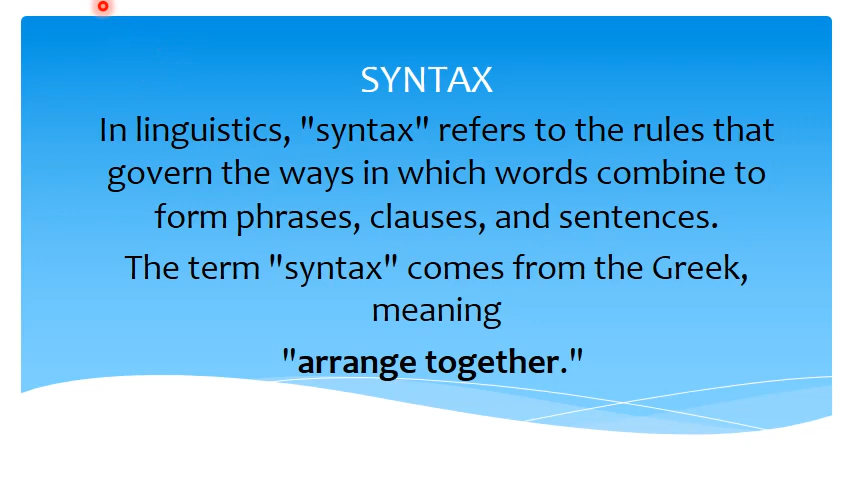 SYNTAX
In linguistics, "syntax" refers to the rules that
govern the ways in which words combine to
form phrases, clauses, and sentences.
The term "syntax" comes from the Greek,
meaning
"arrange together."